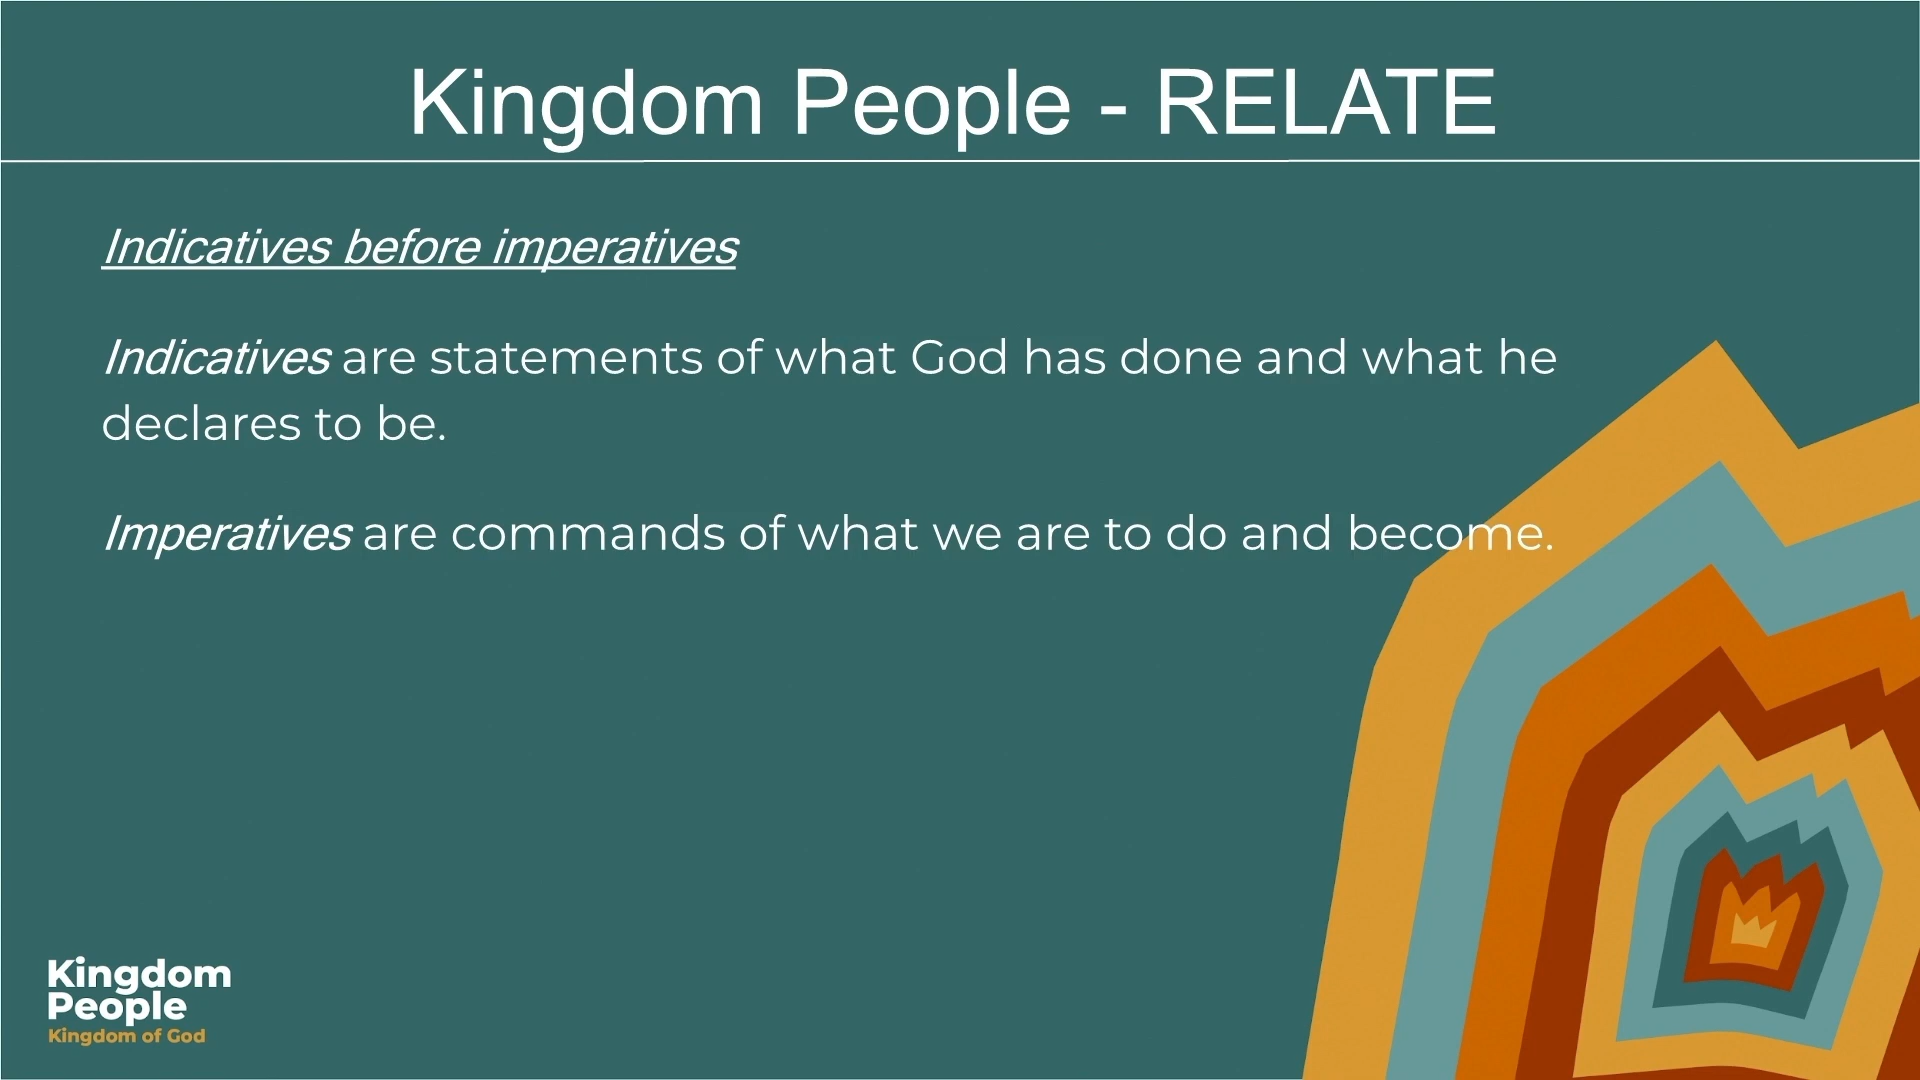 Kingdom People - RELATE
Indicatives before imperatives
Indicatives are statements of what God has done and what he
declares to be.
Imperatives are commands of what we are to do and become.
Kingdom
People
Kingdom of God